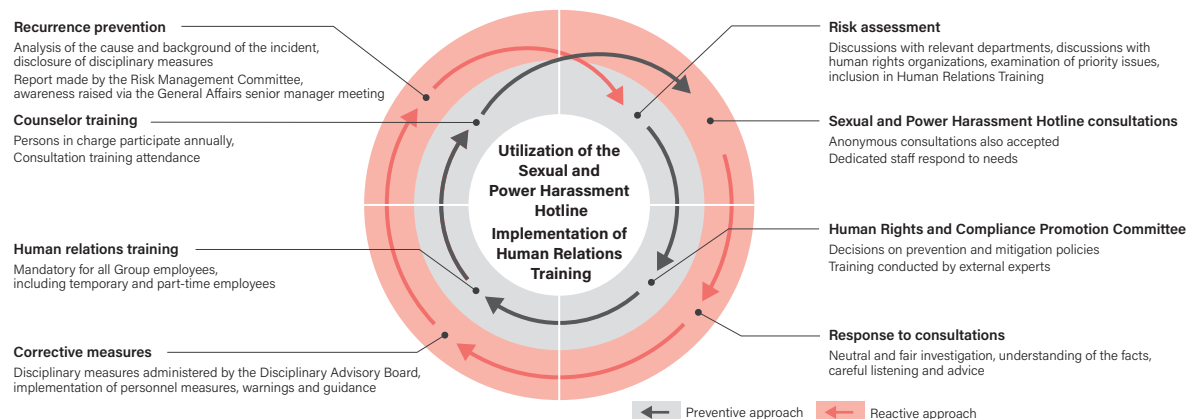 Recurrence prevention
Analysis of the cause and background of the incident,
disclosure of disciplinary measures
Report made by the Risk Management Committee,
awareness raised via the General Affairs senior manager meeting
Counselor training
Persons in charge participate annually,
Consultation training attendance
Human relations training
Mandatory for all Group employees,
including temporary and part-time employees
Corrective measures
Disciplinary measures administered by the Disciplinary Advisory Board,
implementation of personnel measures, warnings and guidance
Utilization of the
Sexual and
Power Harassment
Hotline
Implementation of
Human Relations
Training
Risk assessment
Discussions with relevant departments, discussions with
human rights organizations, examination of priority issues,
inclusion in Human Relations Training
Sexual and Power Harassment Hotline consultations
Anonymous consultations also accepted
Dedicated staff respond to needs
Human Rights and Compliance Promotion Committee
Decisions on prevention and mitigation policies
Training conducted by external experts
Response to consultations
Neutral and fair investigation, understanding of the facts,
careful listening and advice
Preventive approach
Reactive approach